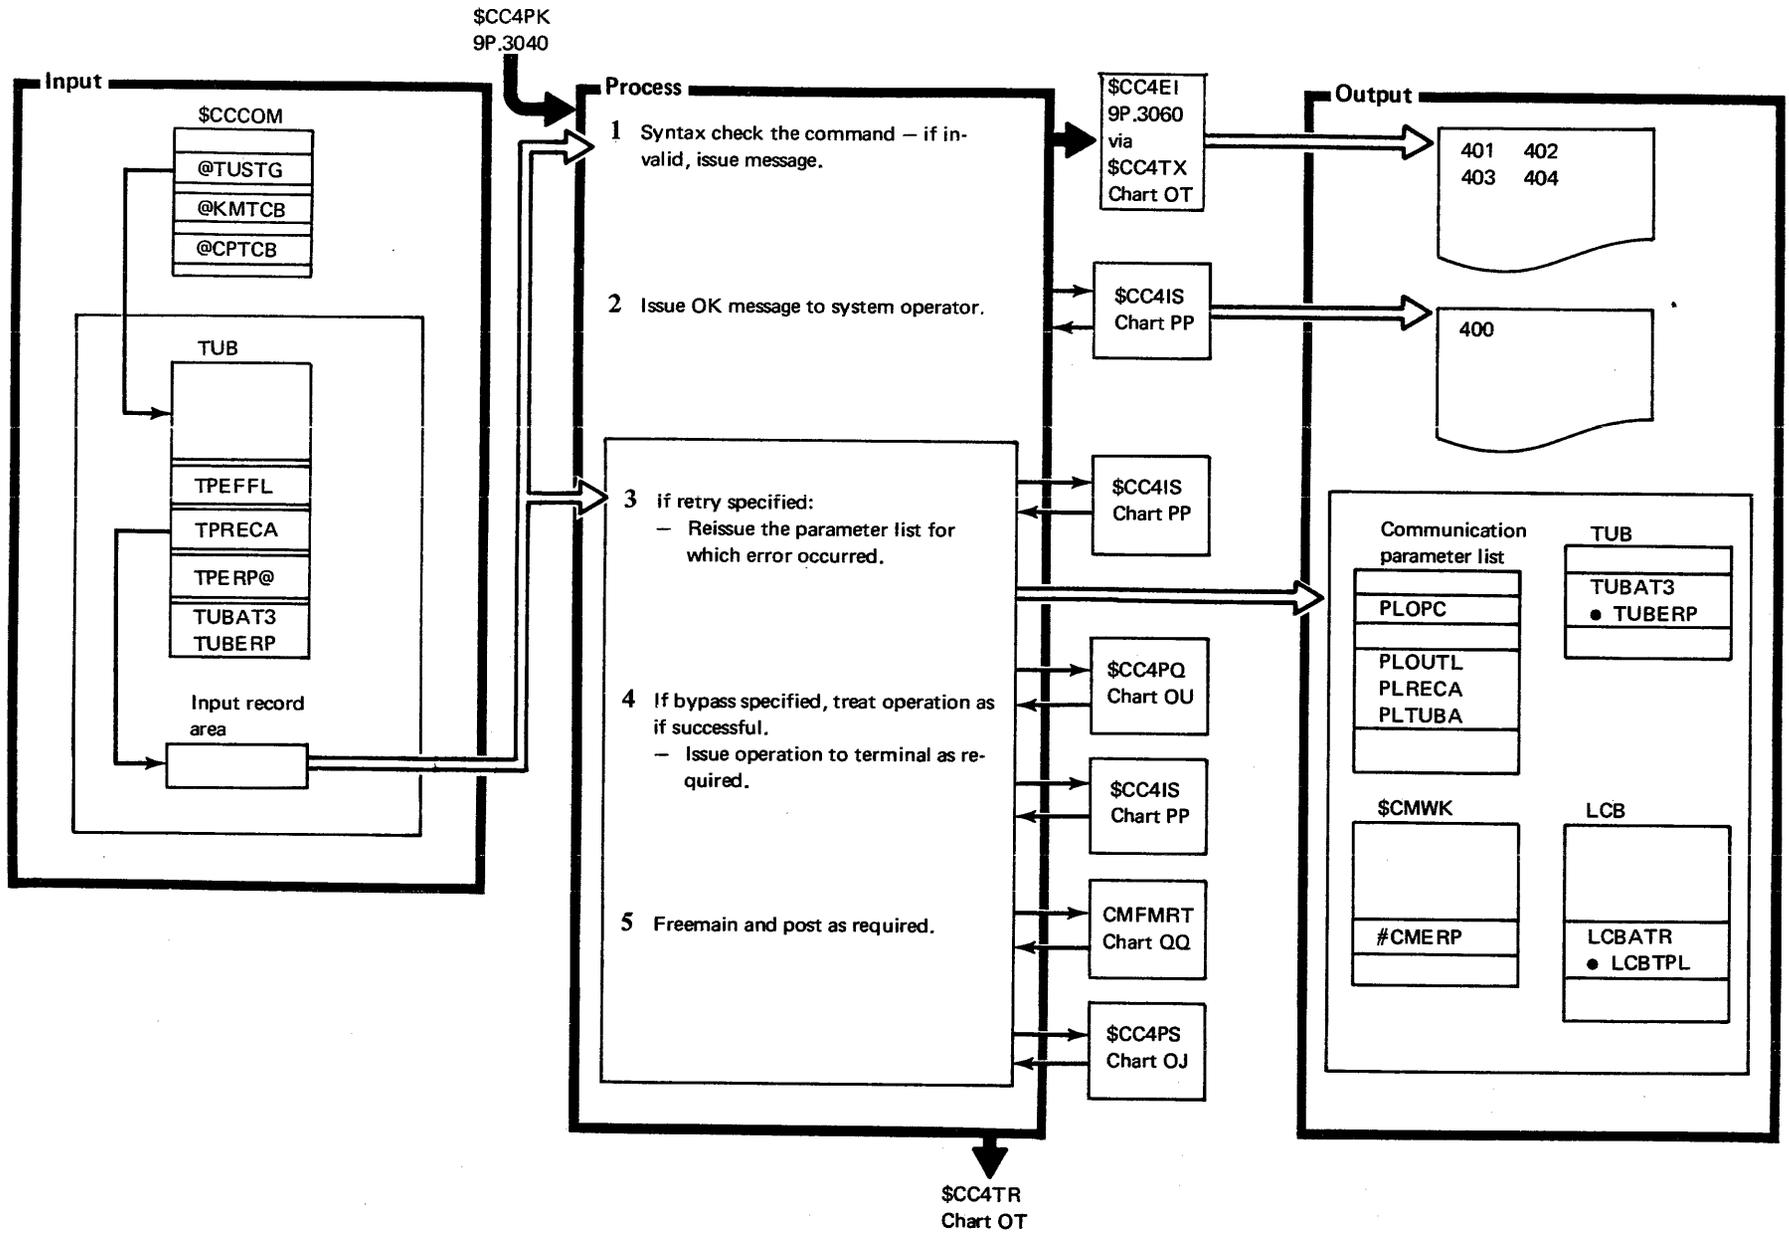 $CC4PK
9P.3040
Input
$CCCOM
@TUSTG
@KMTCB
@CPTCB
TUB
TPEFFL
TPRECA
TPERP@
TUBAT3
TUBERP
Input record
area
Process
1 Syntax check the command — if in-
valid, issue message.
2 Issue OK message to system operator.
3 If retry specified:
— Reissue the parameter list for
which error occurred.
4 If bypass specified, treat operation as
if successful.
— Issue operation to terminal as re-
quired.
5 Freemain and post as required.
$CC4EI
9P.3060
via
$CC4TX
Chart OT
$CC4IS
Chart PP
$CC4IS
Chart PP
$CC4PQ
Chart OU
$CC4IS
Chart PP
CMFMRT
Chart QQ
$CC4PS
Chart OJ
$CC4TR
Chart OT
Output
401 402
403 404
400
Communication
parameter list
PLOPC
PLOUTL
PLRECA
PLTUBA
TUB
TUBAT3
● TUBERP
$CMWK
#CMERP
LCB
LCBATR
● LCBTPL